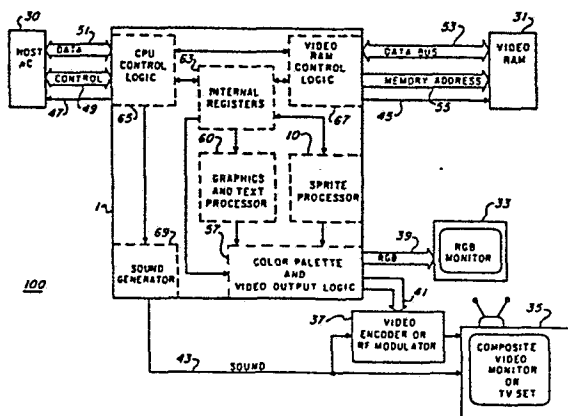 30
HOST µC
51
DATA
CONTROL
47
49
CPU
CONTROL
LOGIC
65
63
INTERNAL
REGISTERS
VIDEO
RAM
CONTROL
LOGIC
67
53
DATA BUS
MEMORY ADDRESS
45
55
31
VIDEO
RAM
60
GRAPHICS
AND TEXT
PROCESSOR
10
SPRITE
PROCESSOR
1
69
SOUND
GENERATOR
57
COLOR PALETTE
AND
VIDEO OUTPUT LOGIC
39
RGB
33
RGB
MONITOR
41
37
VIDEO
ENCODER OR
RF MODULATOR
35
COMPOSITE
VIDEO
MONITOR
OR
TV SET
43
SOUND
100